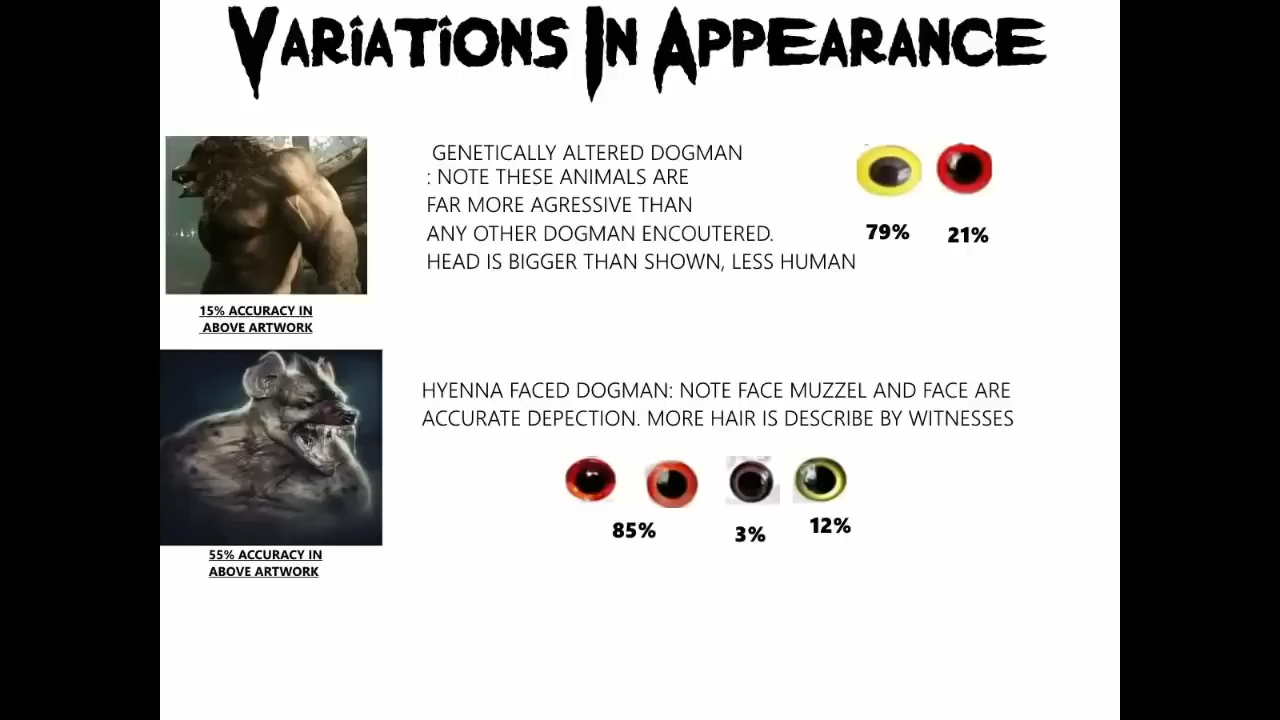 VARIATIONS IN APPEARANCE
GENETICALLY ALTERED DOGMAN
: NOTE THESE ANIMALS ARE
FAR MORE AGRESSIVE THAN
ANY OTHER DOGMAN ENCOUTERED.
HEAD IS BIGGER THAN SHOWN, LESS HUMAN
79% 21%
15% ACCURACY IN
ABOVE ARTWORK
HYENNA FACED DOGMAN: NOTE FACE MUZZEL AND FACE ARE
ACCURATE DEPECTION. MORE HAIR IS DESCRIBE BY WITNESSES
85% 3% 12%
55% ACCURACY IN
ABOVE ARTWORK